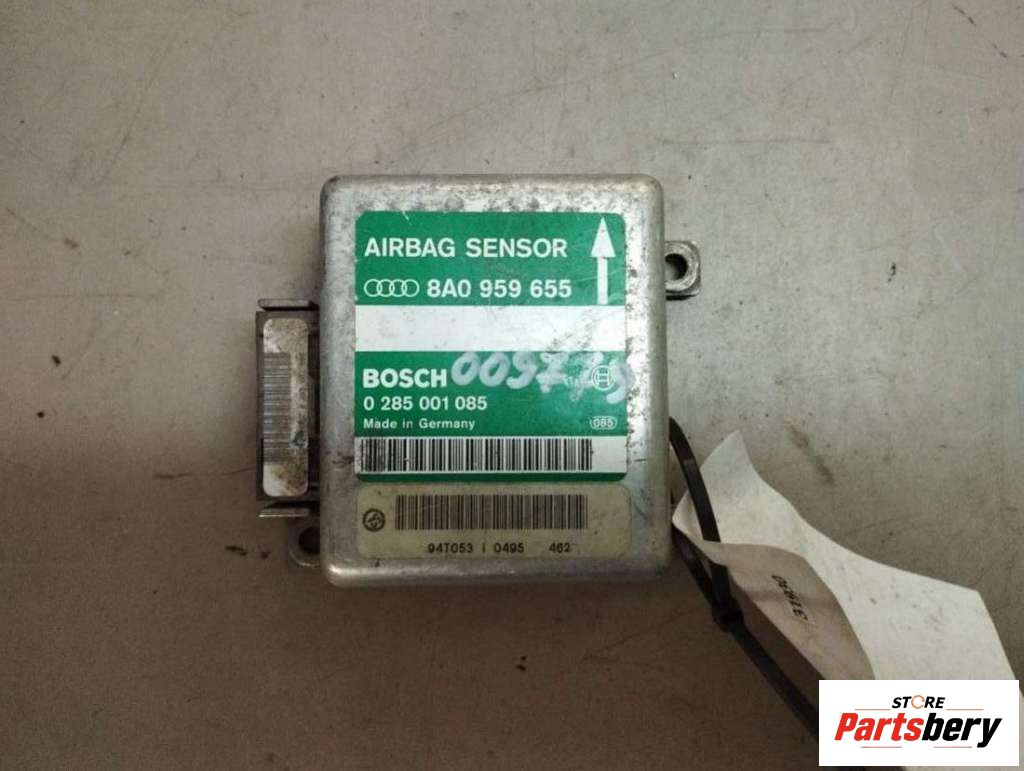 AIRBAG SENSOR
8A0 959 655
BOSCH
0 285 001 085
Made in Germany
085
94T053 I 0495 462
STORE
Partsbery